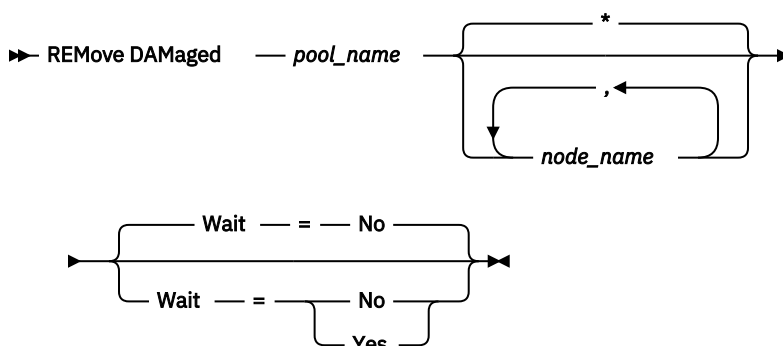 *
REMove DAMaged pool_name
,
node_name
Wait = No
Wait = No
Yes